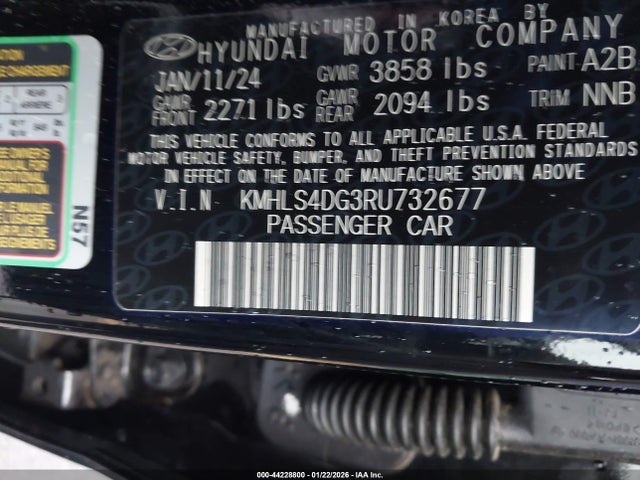 MANUFACTURED IN KOREA BY
HYUNDAI MOTOR COMPANY
JAN/11/24 GVWR 3858 lbs PAINT A2B
GAWR FRONT 2271 lbs GAWR REAR 2094 lbs TRIM NNB
THIS VEHICLE CONFORMS TO ALL APPLICABLE U.S.A. FEDERAL
MOTOR VEHICLE SAFETY, BUMPER, AND THEFT PREVENTION STANDARDS
IN EFFECT ON THE DATE OF MANUFACTURE SHOWN ABOVE.
V.I.N KMHLS4DG3RU732677
PASSENGER CAR
REAR
ARRIERE
N57
000-44228800 - 01/22/2026 - IAA Inc.